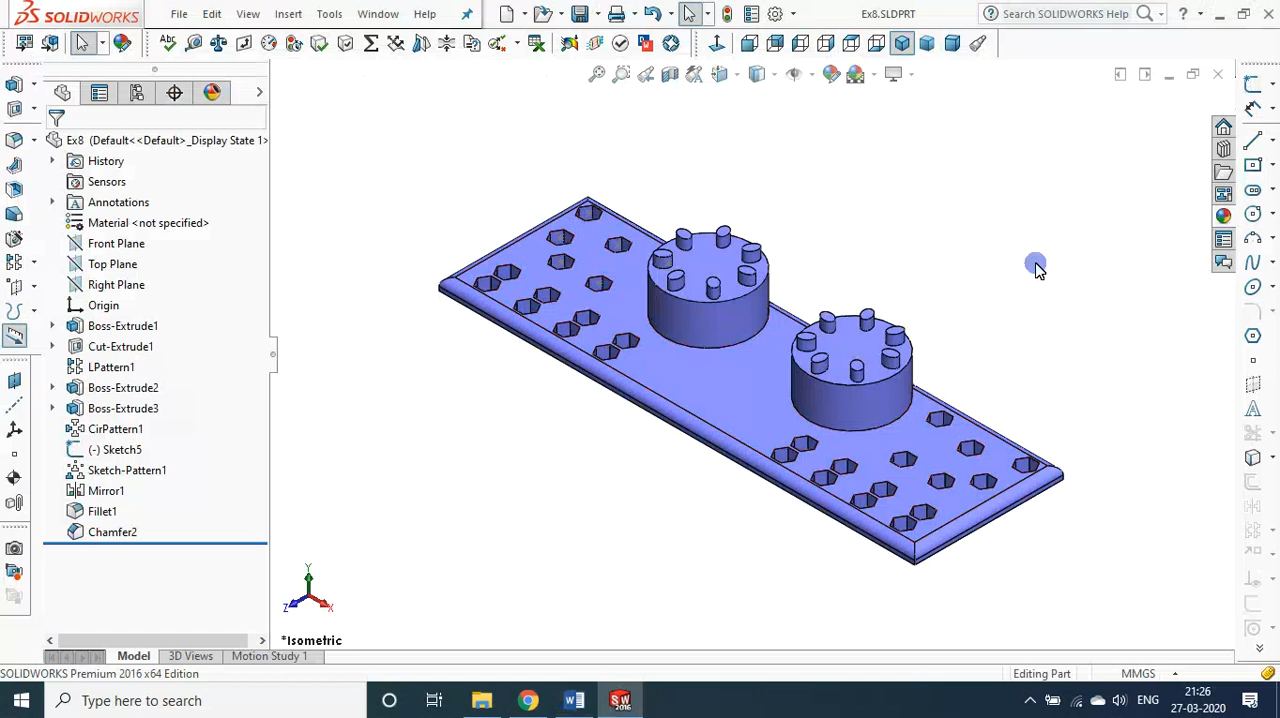 SOLIDWORKS File Edit View Insert Tools Window Help Ex8.SLDPRT Search SOLIDWORKS Help ?
Ex8 (Default<<Default>_Display State 1>
History
Sensors
A Annotations
Material <not specified>
Front Plane
Top Plane
Right Plane
Origin
Boss-Extrude1
Cut-Extrude1
LPattern1
Boss-Extrude2
Boss-Extrude3
CirPattern1
(-) Sketch5
Sketch-Pattern1
Mirror1
Fillet1
Chamfer2
Y
Z
X
*Isometric
Model 3D Views Motion Study 1
SOLIDWORKS Premium 2016 x64 Edition Editing Part MMGS
Type here to search SW 2016 ENG 21:26
27-03-2020